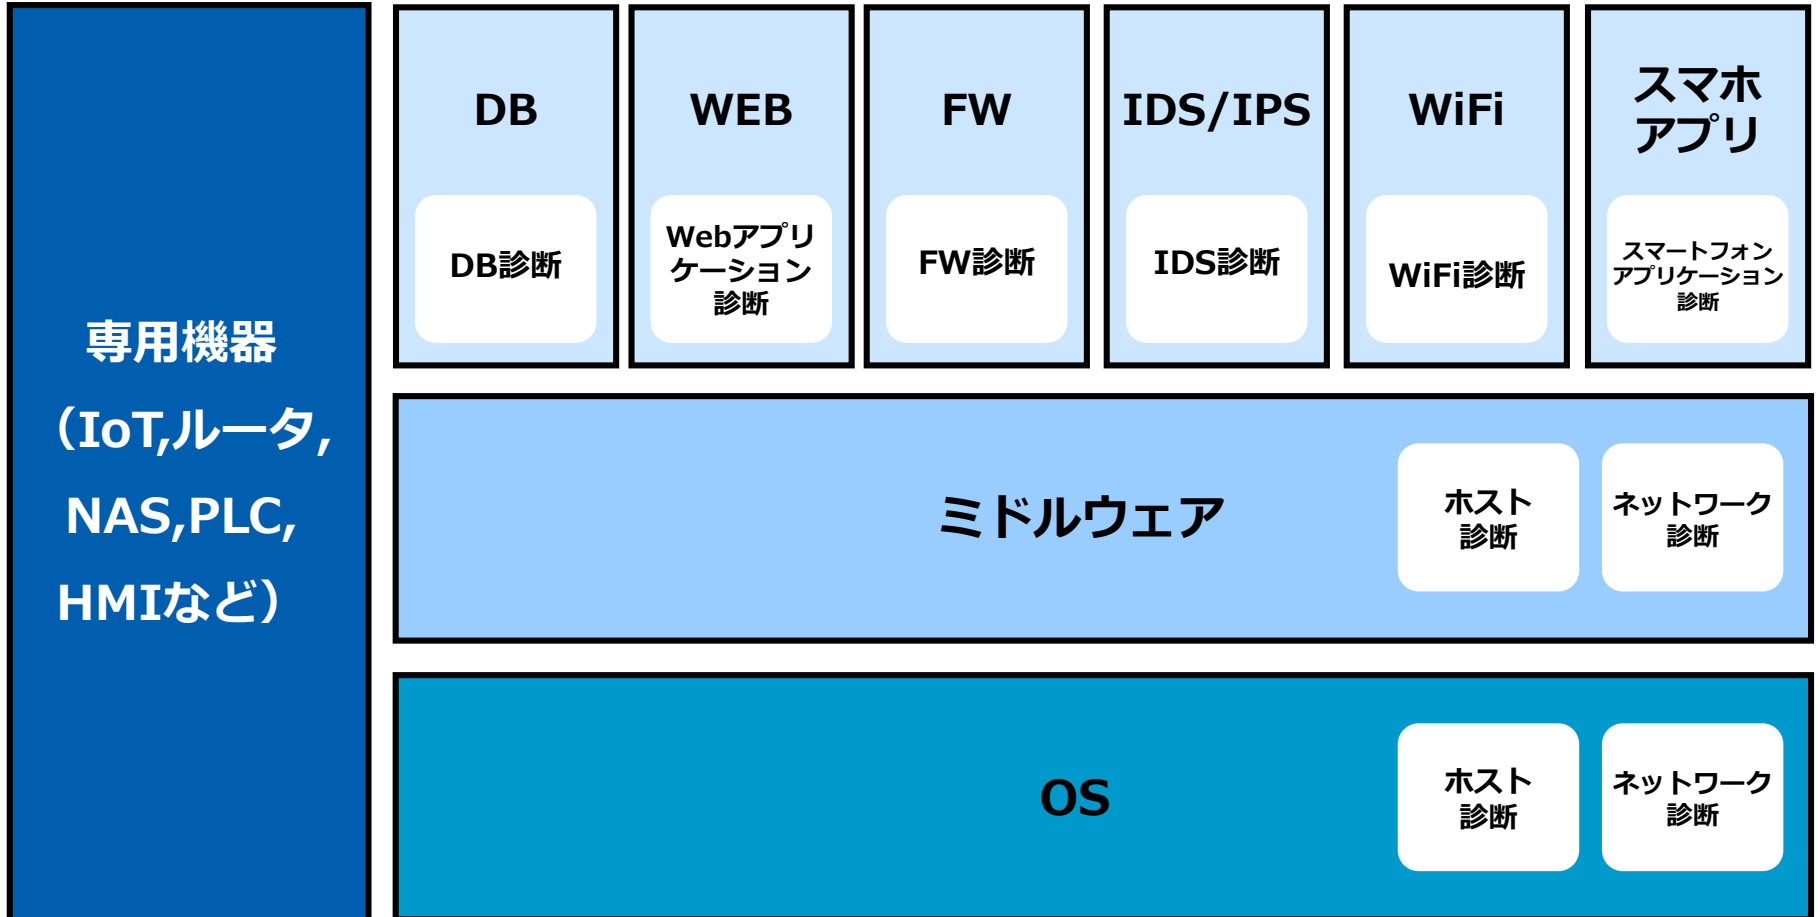 専用機器
（IoT,ルータ,
NAS,PLC,
HMIなど）
DB
DB診断
WEB
Webアプリ
ケーション
診断
FW
FW診断
IDS/IPS
IDS診断
WiFi
WiFi診断
スマホ
アプリ
スマートフォン
アプリケーション
診断
ミドルウェア
ホスト
診断
ネットワーク
診断
OS
ホスト
診断
ネットワーク
診断